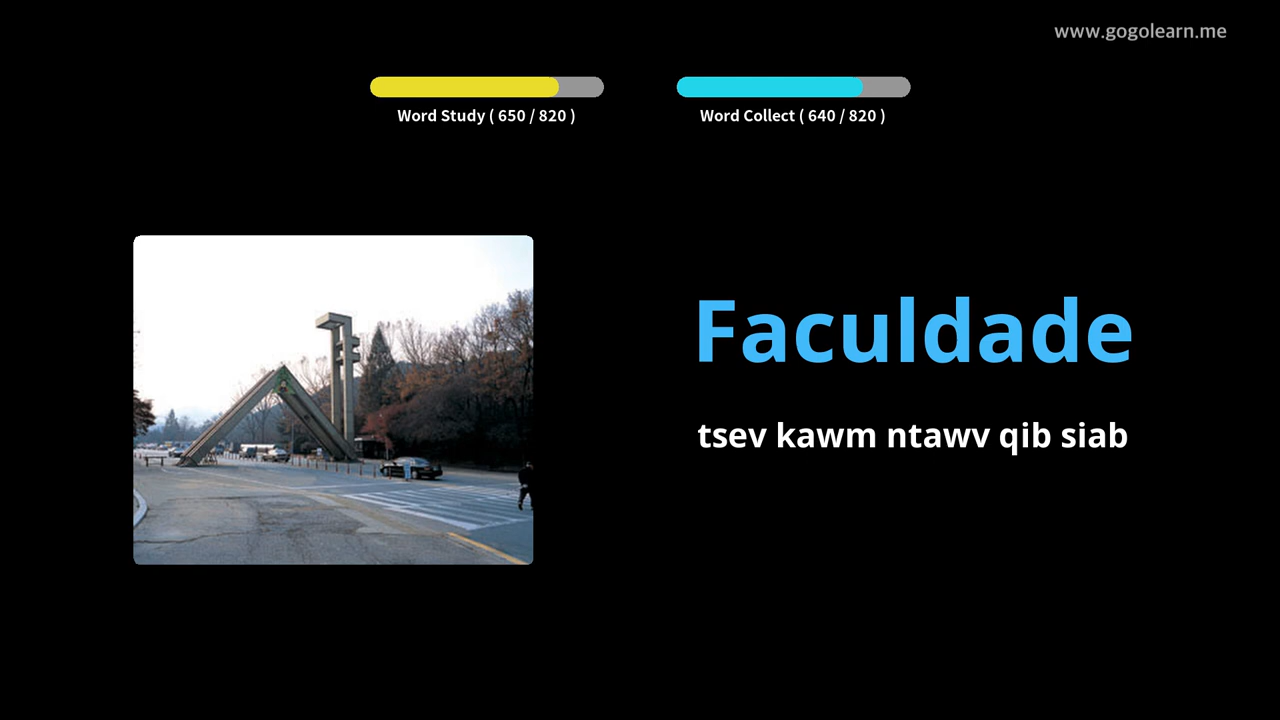 www.gogolearn.me
Word Study ( 650 / 820 )
Word Collect ( 640 / 820 )
Faculdade
tsev kawm ntawv qib siab